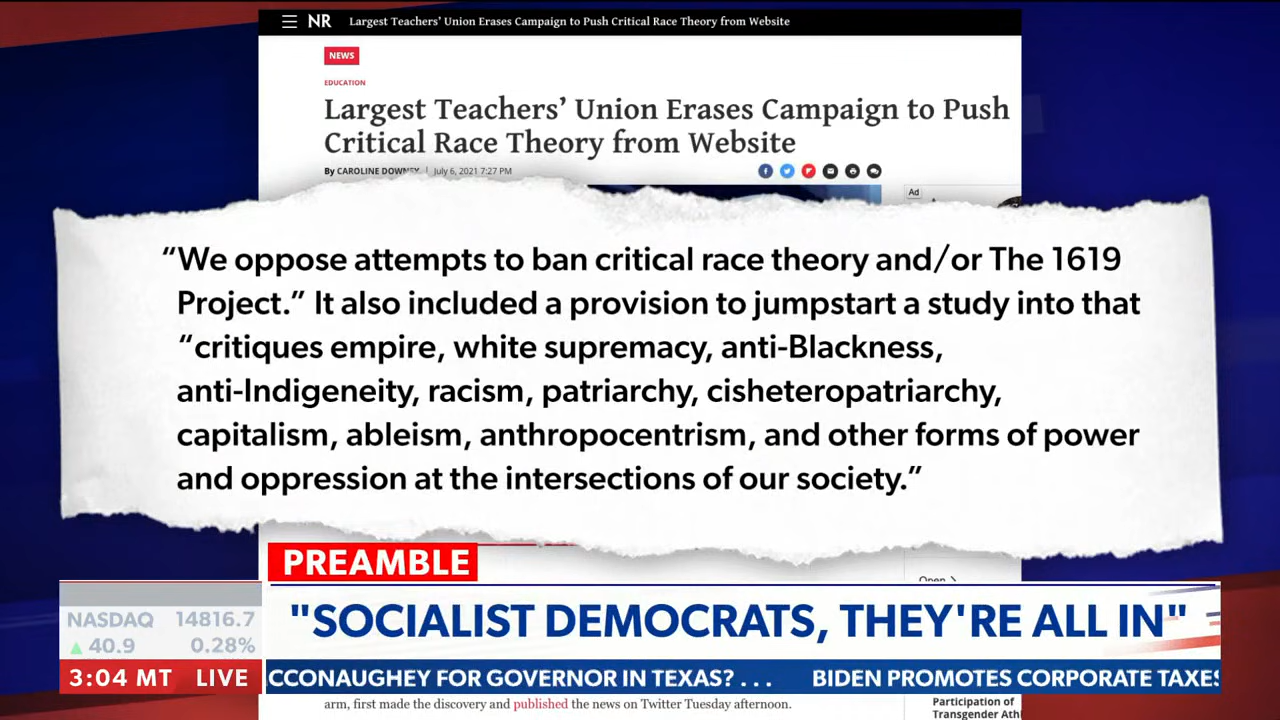 NR Largest Teachers' Union Erases Campaign to Push Critical Race Theory from Website
NEWS
EDUCATION
Largest Teachers' Union Erases Campaign to Push
Critical Race Theory from Website
By CAROLINE DOWNEY | July 6, 2021 7:27 PM
Ad
"We oppose attempts to ban critical race theory and/or The 1619
Project." It also included a provision to jumpstart a study into that
"critiques empire, white supremacy, anti-Blackness,
anti-Indigeneity, racism, patriarchy, cisheteropatriarchy,
capitalism, ableism, anthropocentrism, and other forms of power
and oppression at the intersections of our society."
PREAMBLE
Open
NASDAQ 14816.7
40.9 0.28%
"SOCIALIST DEMOCRATS, THEY'RE ALL IN"
3:04 MT LIVE
CCONAUGHEY FOR GOVERNOR IN TEXAS? . . . BIDEN PROMOTES CORPORATE TAXES
arm, first made the discovery and published the news on Twitter Tuesday afternoon.
Participation of
Transgender Ath